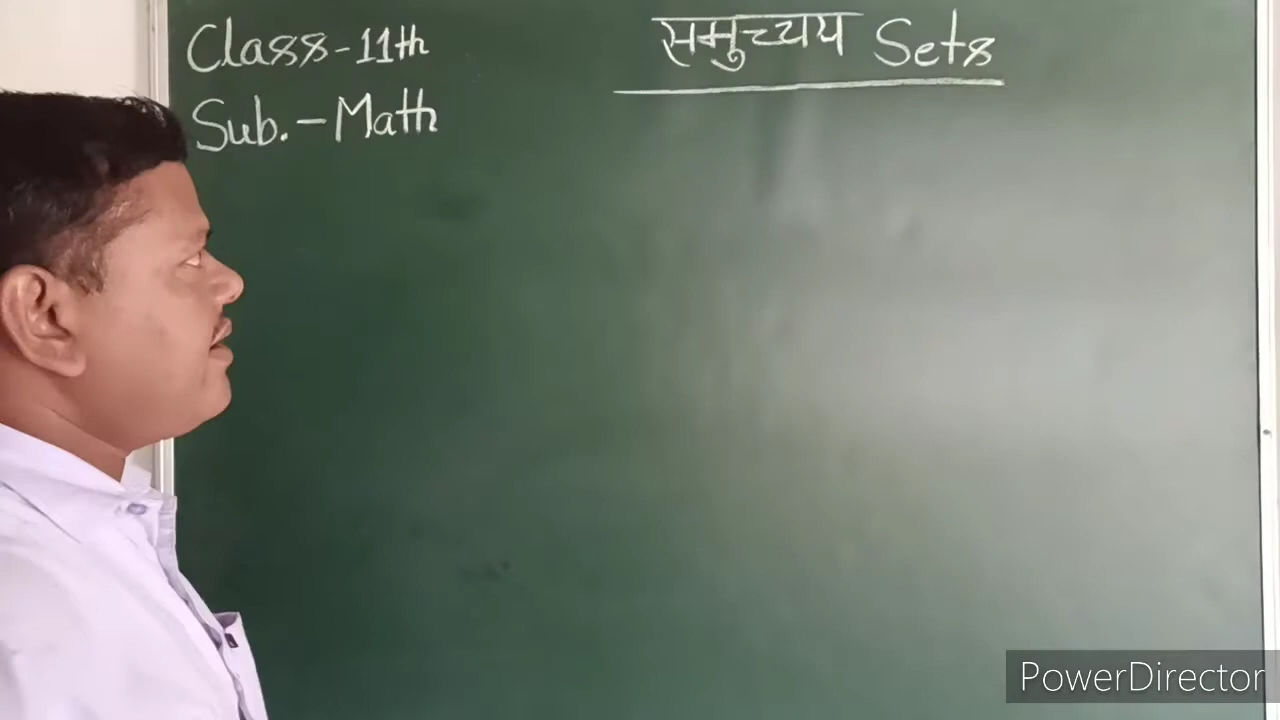 Class-11th
Sub.-Math
समुच्चय Sets
PowerDirector